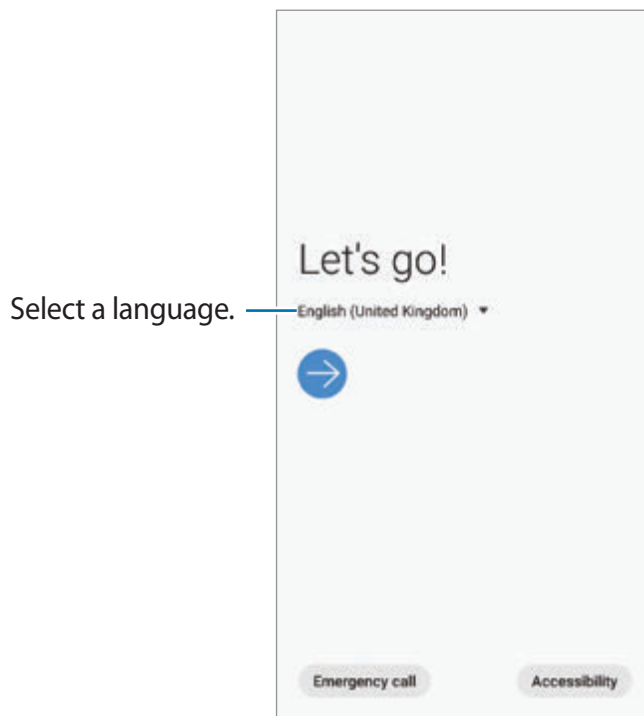 Let's go!
Select a language.
English (United Kingdom)
Emergency call
Accessibility